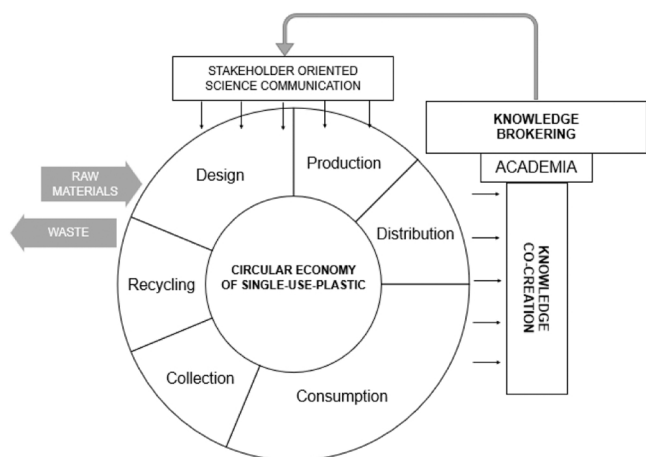 STAKEHOLDER ORIENTED
SCIENCE COMMUNICATION
KNOWLEDGE
BROKERING
ACADEMIA
RAW
MATERIALS
WASTE
Design
Production
Distribution
Recycling
CIRCULAR ECONOMY
OF SINGLE-USE-PLASTIC
Collection
Consumption
KNOWLEDGE
CO-CREATION